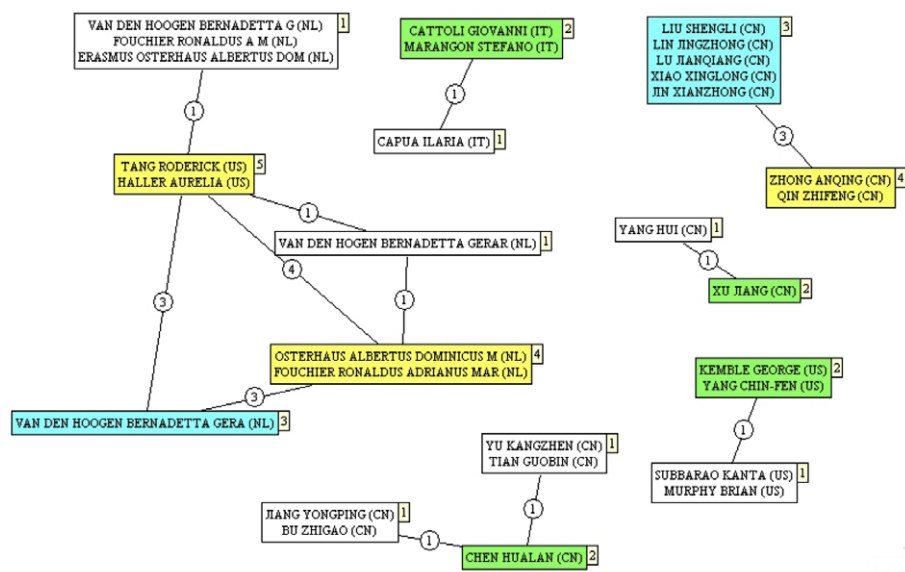 VAN DEN HOOGEN BERNADETTA G (NL) 1
FOUCHIER RONALDUS A M (NL)
ERASMUS OSTERHAUS ALBERTUS DOM (NL)
CATTOLI GIOVANNI (IT) 2
MARANGON STEFANO (IT)
LIU SHENGLI (CN) 3
LIN JINGZHONG (CN)
LU JIANQIANG (CN)
XIAO XINGLONG (CN)
JIN XIANZHONG (CN)
1
1
CAPUA ILARIA (IT) 1
3
TANG RODERICK (US) 5
HALLER AURELIA (US)
ZHONG ANQING (CN) 4
QIN ZHIFENG (CN)
1
VAN DEN HOGEN BERNADETTA GERAR (NL) 1
YANG HUI (CN) 1
4
1
3
1
XU JIANG (CN) 2
OSTERHAUS ALBERTUS DOMINICUS M (NL) 4
FOUCHIER RONALDUS ADRIANUS MAR (NL)
KEMBLE GEORGE (US) 2
YANG CHIN-FEN (US)
3
VAN DEN HOOGEN BERNADETTA GERA (NL) 3
1
YU KANGZHEN (CN) 1
TIAN GUOBIN (CN)
SUBBARAO KANTA (US) 1
MURPHY BRIAN (US)
1
JIANG YONGPING (CN) 1
BU ZHIGAO (CN)
1
CHEN HUALAN (CN) 2